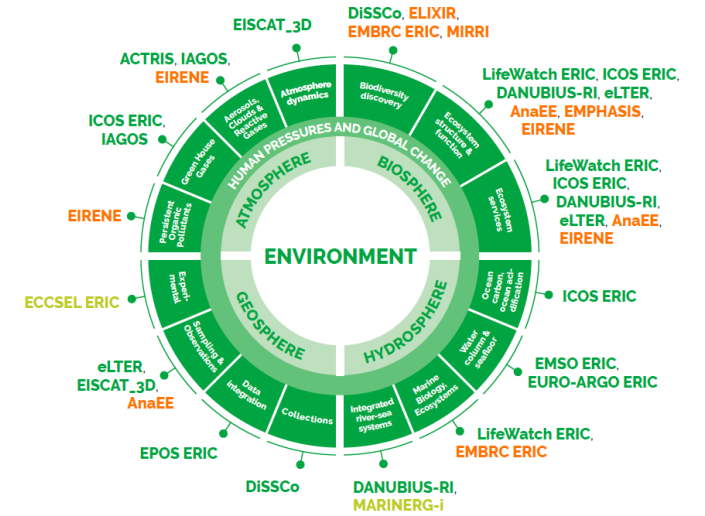 EISCAT_3D
DiSSCo, ELIXIR,
EMBRC ERIC, MIRRI
ACTRIS, IAGOS,
EIRENE
LifeWatch ERIC, ICOS ERIC,
DANUBIUS-RI, eLTER,
AnaEE, EMPHASIS,
EIRENE
ICOS ERIC,
IAGOS
LifeWatch ERIC,
ICOS ERIC,
DANUBIUS-RI,
eLTER, AnaEE,
EIRENE
EIRENE
ECCSEL ERIC
ICOS ERIC
eLTER,
EISCAT_3D,
AnaEE
EMSO ERIC,
EURO-ARGO ERIC
EPOS ERIC
LifeWatch ERIC,
EMBRC ERIC
DiSSCo
DANUBIUS-RI,
MARINERG-i
Atmosphere
dynamics
Biodiversity
discovery
Ecosystem
structure &
function
Ecosystem
services
Ocean
carbon,
ocean aci-
dification
Water
column &
seafloor
Marine
Biology,
Ecosystems
Integrated
river-sea
systems
Collections
Data
integration
Sampling &
Observations
Experi-
mental
Persistent
Organic
Pollutants
Green House
Gases
Aerosols,
Clouds &
Reactive
Gases
HUMAN PRESSURES AND GLOBAL CHANGE
ATMOSPHERE
BIOSPHERE
ENVIRONMENT
GEOSPHERE
HYDROSPHERE